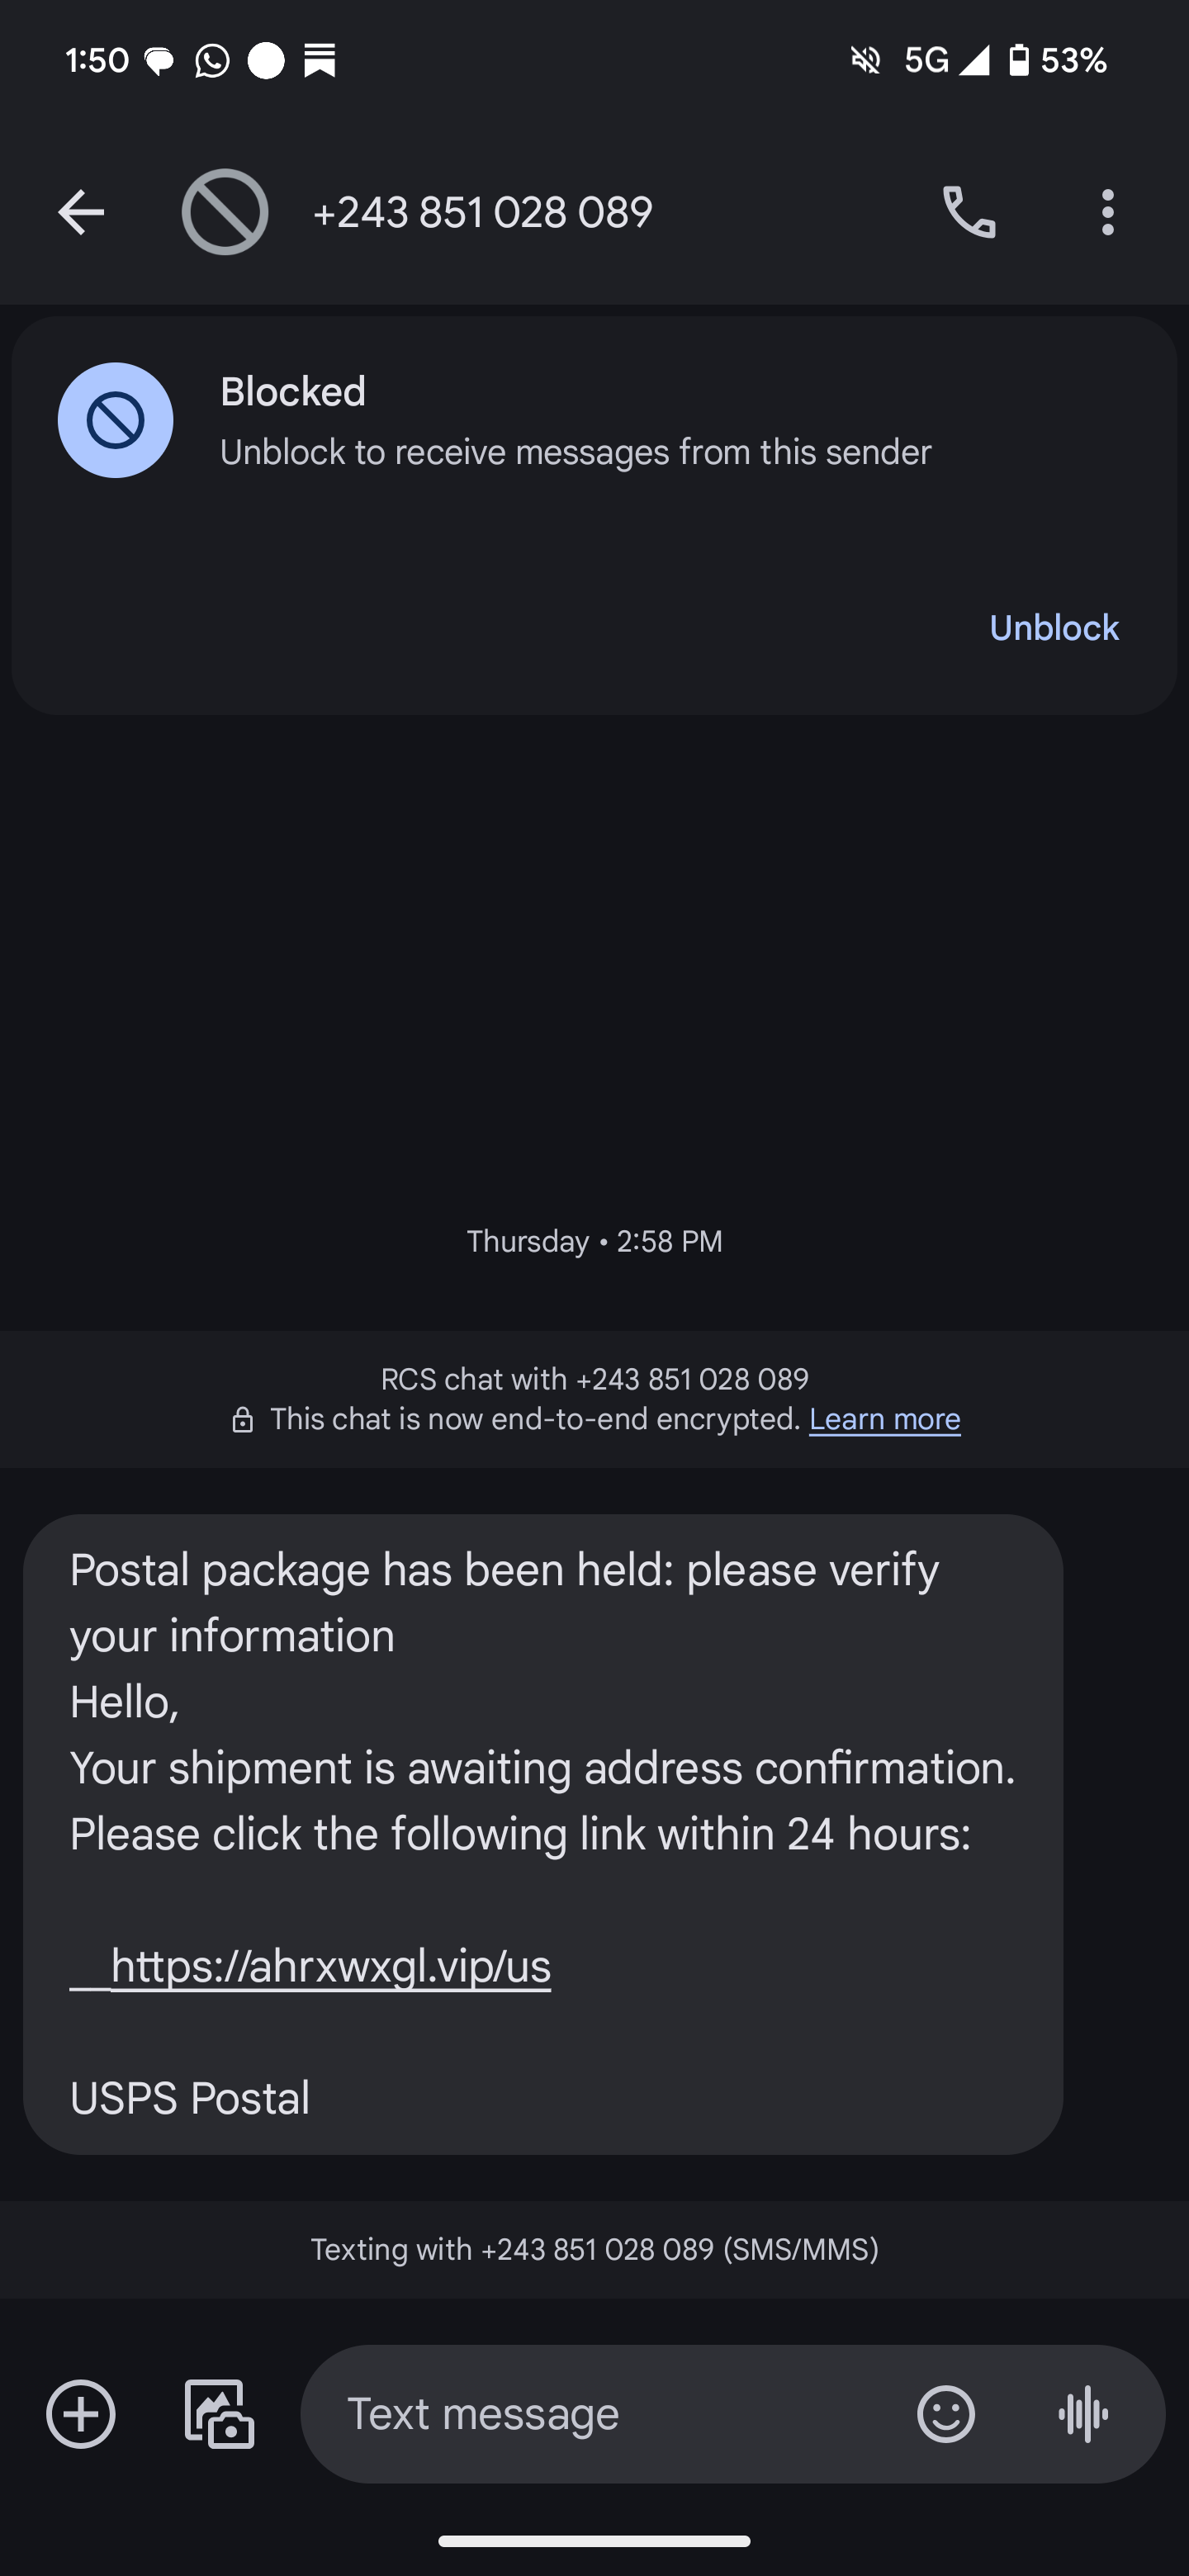 1:50
5G 53%
+243 851 028 089
Blocked
Unblock to receive messages from this sender
Unblock
Thursday • 2:58 PM
RCS chat with +243 851 028 089
This chat is now end-to-end encrypted. Learn more
Postal package has been held: please verify
your information
Hello,
Your shipment is awaiting address confirmation.
Please click the following link within 24 hours:
__https://ahrxwxgl.vip/us
USPS Postal
Texting with +243 851 028 089 (SMS/MMS)
Text message